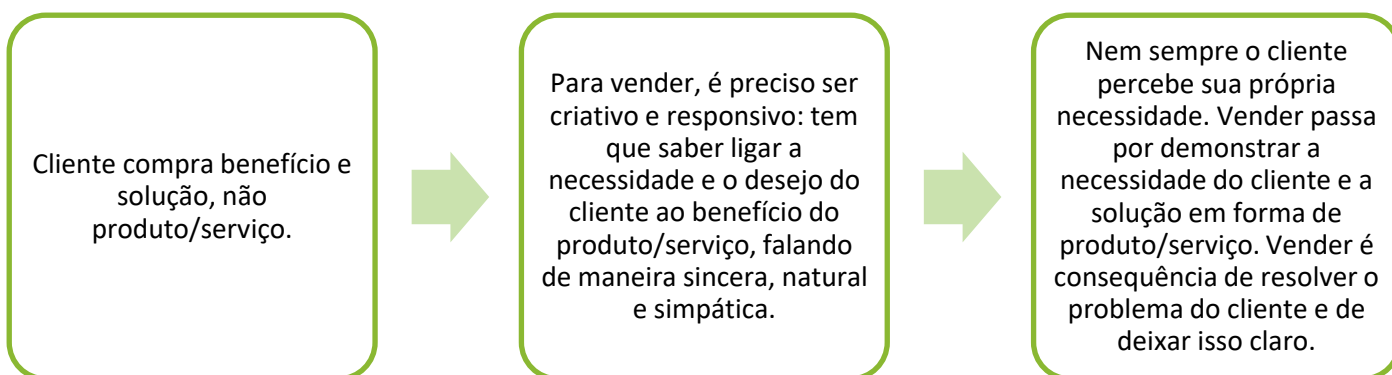 Cliente compra benefício e
solução, não
produto/serviço.
Para vender, é preciso ser
criativo e responsivo: tem
que saber ligar a
necessidade e o desejo do
cliente ao benefício do
produto/serviço, falando
de maneira sincera, natural
e simpática.
Nem sempre o cliente
percebe sua própria
necessidade. Vender passa
por demonstrar a
necessidade do cliente e a
solução em forma de
produto/serviço. Vender é
consequência de resolver o
problema do cliente e de
deixar isso claro.